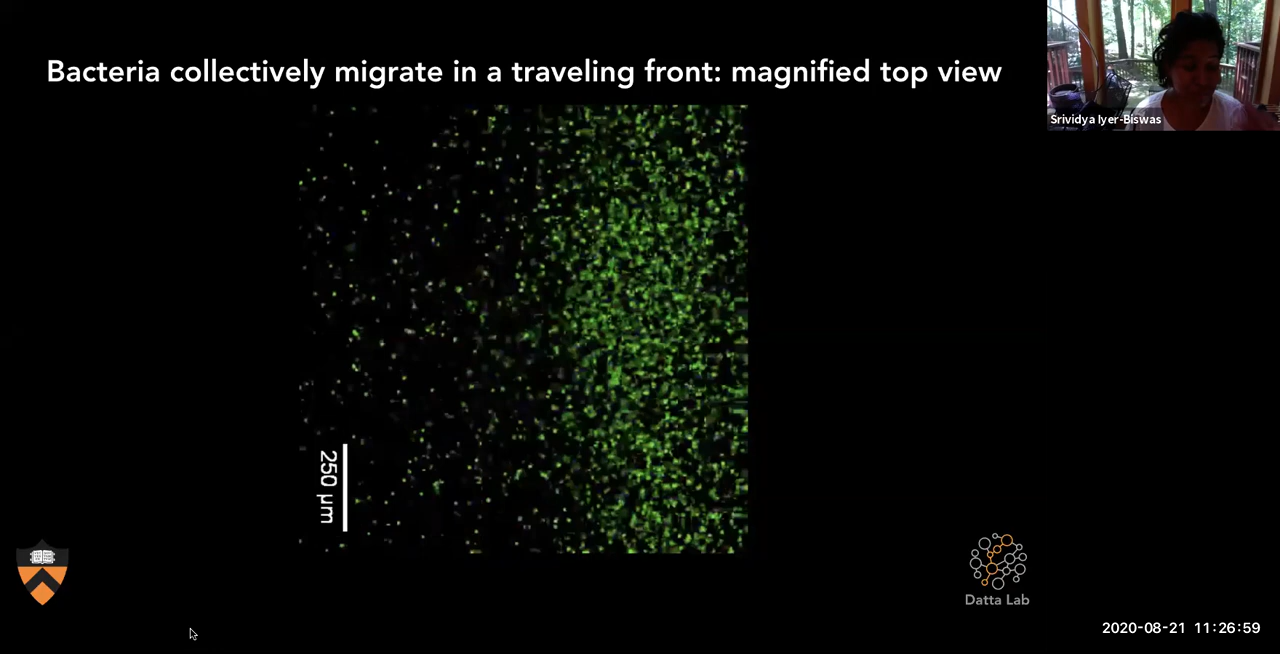 Bacteria collectively migrate in a traveling front: magnified top view
Srividya Iyer-Biswas
250 μm
Datta Lab
2020-08-21 11:26:59